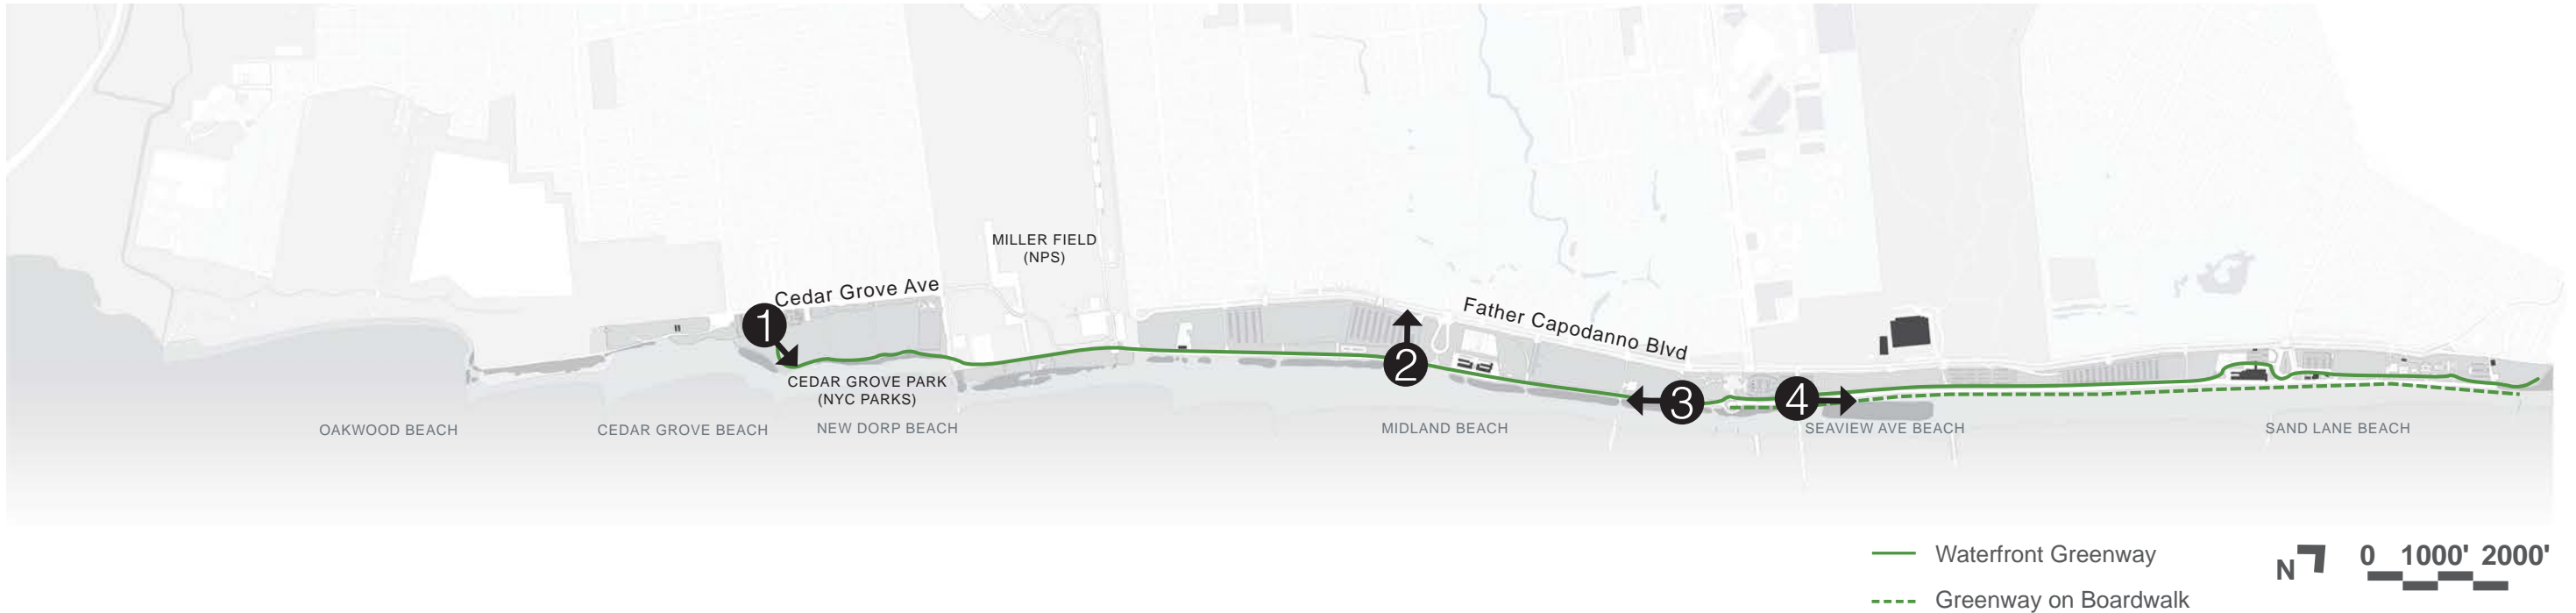 MILLER FIELD
(NPS)
Cedar Grove Ave
1
Father Capodanno Blvd
2
3
4
CEDAR GROVE PARK
(NYC PARKS)
OAKWOOD BEACH
CEDAR GROVE BEACH
NEW DORP BEACH
MIDLAND BEACH
SEAVIEW AVE BEACH
SAND LANE BEACH
Waterfront Greenway
Greenway on Boardwalk
N
0 1000' 2000'